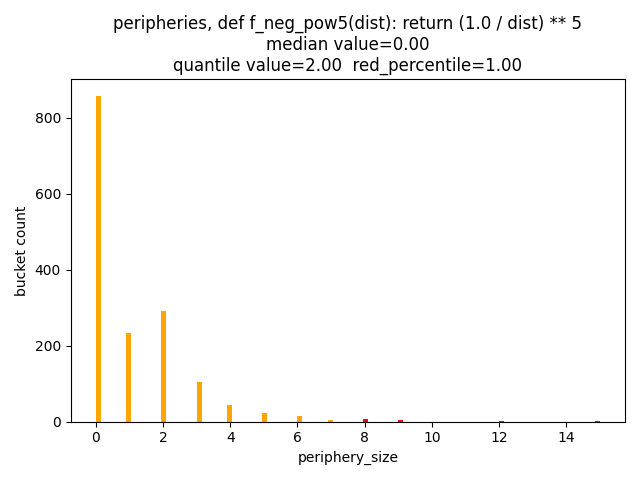 peripheries, def f_neg_pow5(dist): return (1.0 / dist) ** 5
median value=0.00
quantile value=2.00  red_percentile=1.00
bucket count
800
600
400
200
0
0 2 4 6 8 10 12 14
periphery_size